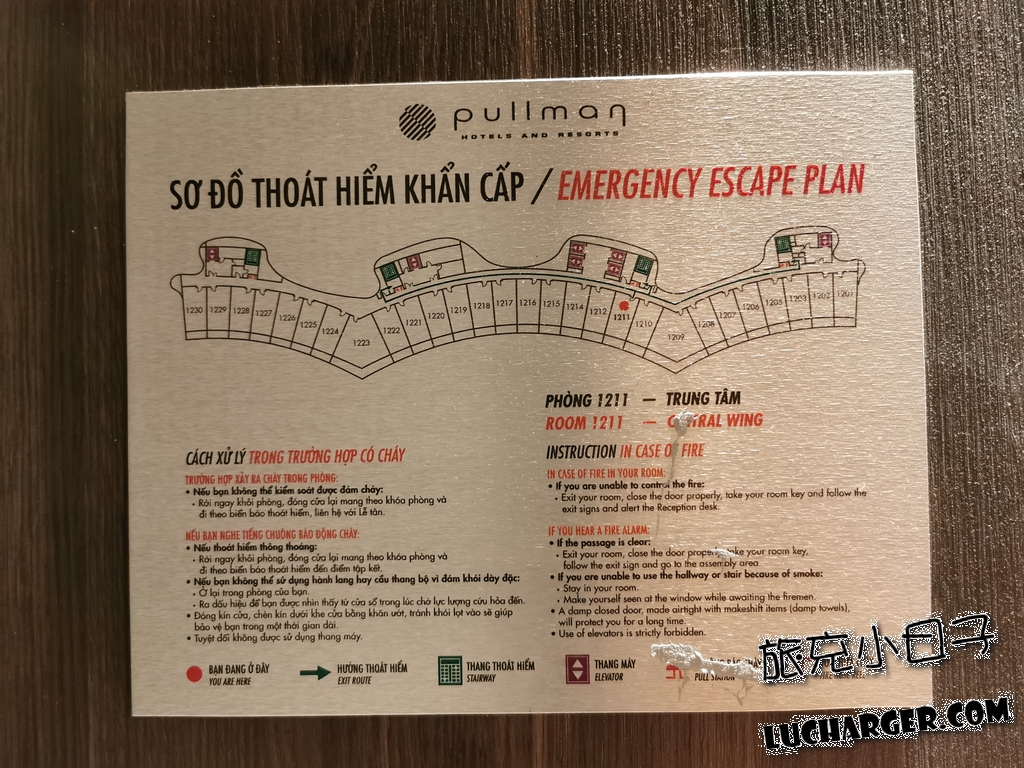 pullman
HOTELS AND RESORTS
SƠ ĐỒ THOÁT HIỂM KHẨN CẤP / EMERGENCY ESCAPE PLAN
1230 1229 1228 1227 1226 1225 1224 1223 1222 1221 1220 1219 1218 1217 1216 1215 1214 1212 1211 1210 1209 1208 1207 1206 1205 1203 1202 1201
PHÒNG 1211 — TRUNG TÂM
ROOM 1211 — CENTRAL WING
CÁCH XỬ LÝ TRONG TRƯỜNG HỢP CÓ CHÁY
TRƯỜNG HỢP XẢY RA CHÁY TRONG PHÒNG:
• Nếu bạn không thể kiểm soát được đám cháy:
- Rời ngay khỏi phòng, đóng cửa lại mang theo khóa phòng và
đi theo biển báo thoát hiểm, liên hệ với Lễ tân.
NẾU BẠN NGHE TIẾNG CHUÔNG BÁO ĐỘNG CHÁY:
• Nếu thoát hiểm thông thoáng:
- Rời ngay khỏi phòng, đóng cửa lại mang theo khóa phòng và
đi theo biển báo thoát hiểm đến điểm tập kết.
• Nếu bạn không thể sử dụng hành lang hay cầu thang bộ vì đám khói dày đặc:
- Ở lại trong phòng của bạn.
- Ra dấu hiệu để bạn được nhìn thấy từ cửa sổ trong lúc chờ lực lượng cứu hỏa đến.
• Đóng kín cửa, chèn kín dưới khe cửa bằng khăn ướt, tránh khói lọt vào sẽ giúp
bảo vệ bạn trong một thời gian dài.
• Tuyệt đối không được sử dụng thang máy.
INSTRUCTION IN CASE OF FIRE
IN CASE OF FIRE IN YOUR ROOM:
• If you are unable to control the fire:
- Exit your room, close the door properly, take your room key and follow the
exit signs and alert the Reception desk.
IF YOU HEAR A FIRE ALARM:
• If the passage is clear:
- Exit your room, close the door properly, take your room key,
follow the exit sign and go to the assembly area.
• If you are unable to use the hallway or stair because of smoke:
- Stay in your room.
- Make yourself seen at the window while awaiting the firemen.
• A damp closed door, made airtight with makeshift items (damp towels),
will protect you for a long time.
• Use of elevators is strictly forbidden.
BẠN ĐANG Ở ĐÂY
YOU ARE HERE
HƯỚNG THOÁT HIỂM
EXIT ROUTE
THANG THOÁT HIỂM
STAIRWAY
THANG MÁY
ELEVATOR
PULL STATION
旅充小日子
LUCHARGER.COM